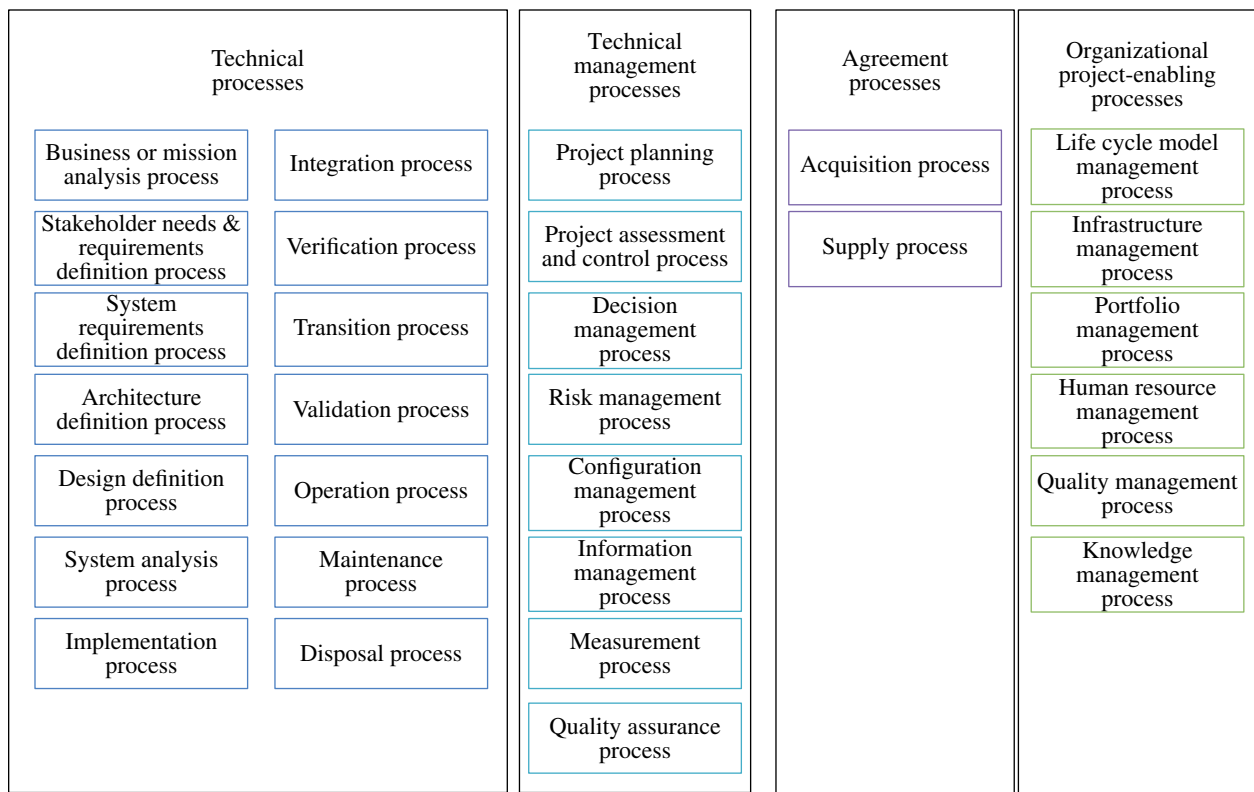 Technical
processes
Business or mission
analysis process
Stakeholder needs &
requirements
definition process
System
requirements
definition process
Architecture
definition process
Design definition
process
System analysis
process
Implementation
process
Integration process
Verification process
Transition process
Validation process
Operation process
Maintenance
process
Disposal process
Technical
management
processes
Project planning
process
Project assessment
and control process
Decision
management
process
Risk management
process
Configuration
management
process
Information
management
process
Measurement
process
Quality assurance
process
Agreement
processes
Acquisition process
Supply process
Organizational
project-enabling
processes
Life cycle model
management
process
Infrastructure
management
process
Portfolio
management
process
Human resource
management
process
Quality management
process
Knowledge
management
process